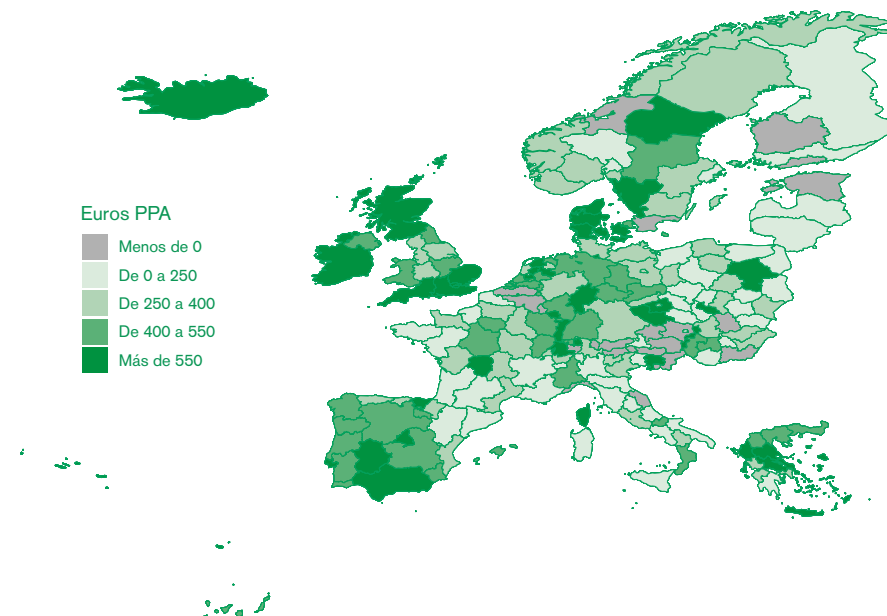 Euros PPA
Menos de 0
De 0 a 250
De 250 a 400
De 400 a 550
Más de 550